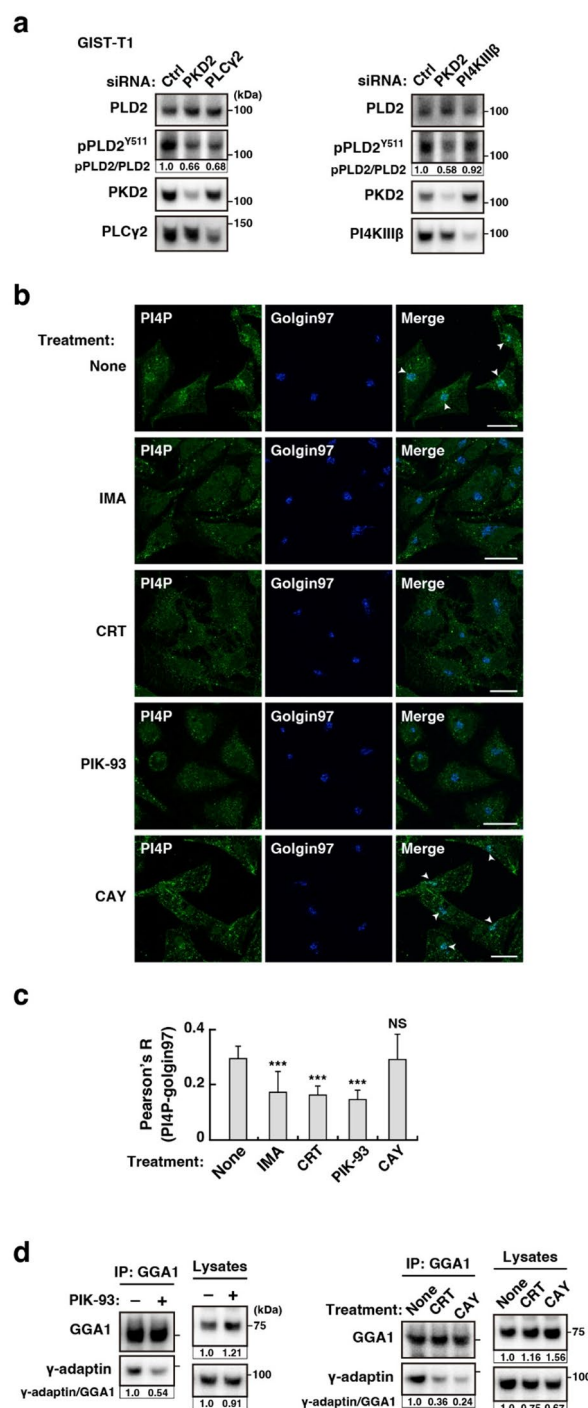 a
GIST-T1
siRNA: Ctrl PKD2 PLCγ2
(kDa)
PLD2 100
pPLD2Y511 100
pPLD2/PLD2 1.0 0.66 0.68
PKD2 100
PLCγ2 150
siRNA: Ctrl PKD2 PI4KIIIβ
PLD2 100
pPLD2Y511 100
pPLD2/PLD2 1.0 0.58 0.92
PKD2 100
PI4KIIIβ 100
b
Treatment:
None PI4P Golgin97 Merge
IMA PI4P Golgin97 Merge
CRT PI4P Golgin97 Merge
PIK-93 PI4P Golgin97 Merge
CAY PI4P Golgin97 Merge
c
Pearson's R
(PI4P-golgin97)
0.4
0.2
0
*** *** *** NS
Treatment: None IMA CRT PIK-93 CAY
d
IP: GGA1 Lysates
PIK-93: – + – +
(kDa)
GGA1 75
1.0 1.21
γ-adaptin 100
γ-adaptin/GGA1 1.0 0.54
1.0 0.91
IP: GGA1 Lysates
Treatment: None CRT CAY None CRT CAY
GGA1 75
1.0 1.16 1.56
γ-adaptin 100
γ-adaptin/GGA1 1.0 0.36 0.24
1.0 0.75 0.67